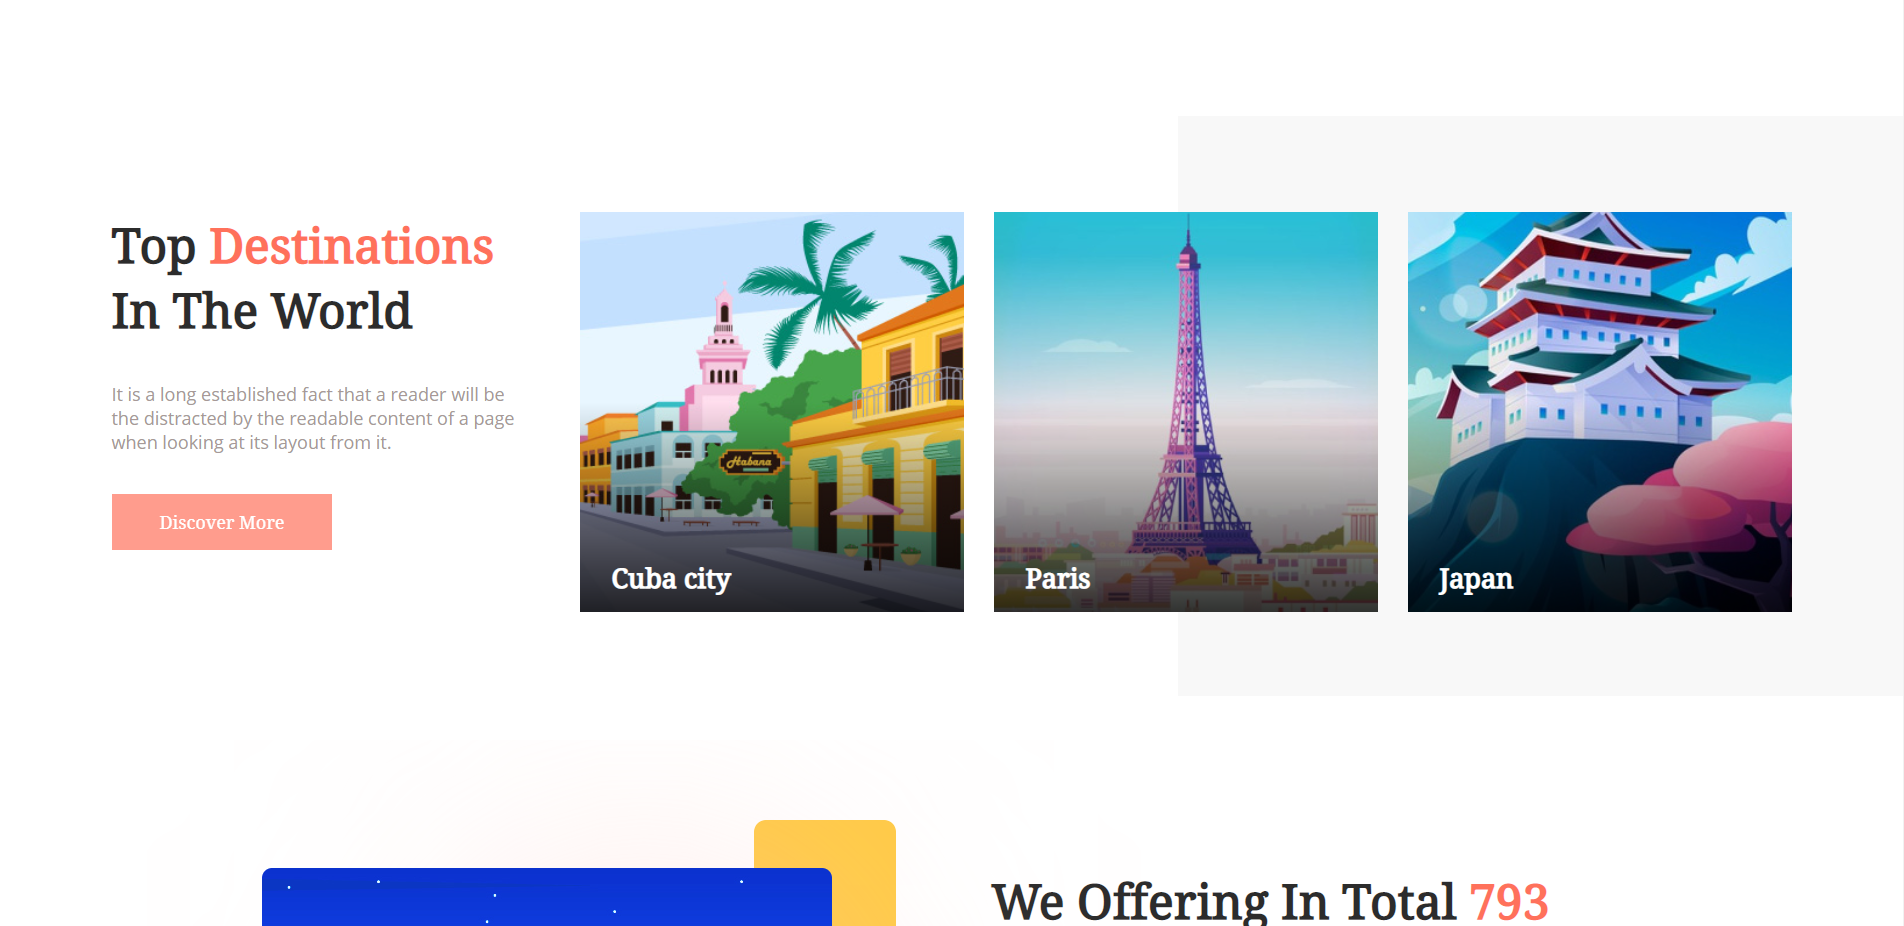 Top Destinations
In The World
It is a long established fact that a reader will be
the distracted by the readable content of a page
when looking at its layout from it.
Discover More
Habana
Cuba city
Paris
Japan
We Offering In Total 793